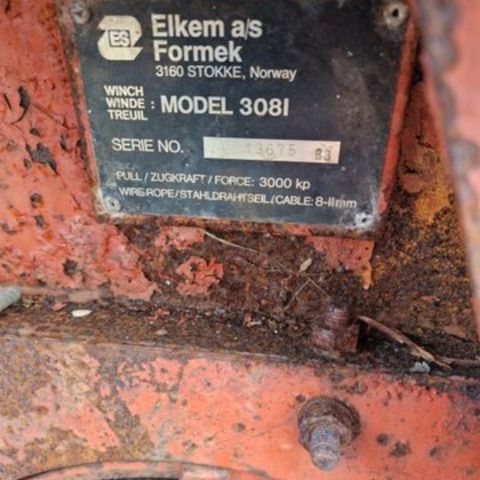 ES Elkem a/s
Formek
3160 STOKKE, Norway
WINCH
WINDE : MODEL 3081
TREUIL
SERIE NO. 13675 83
PULL/ZUGKRAFT/FORCE: 3000 kp
WIRE ROPE/STAHLDRAHTSEIL/CABLE: 8-11mm